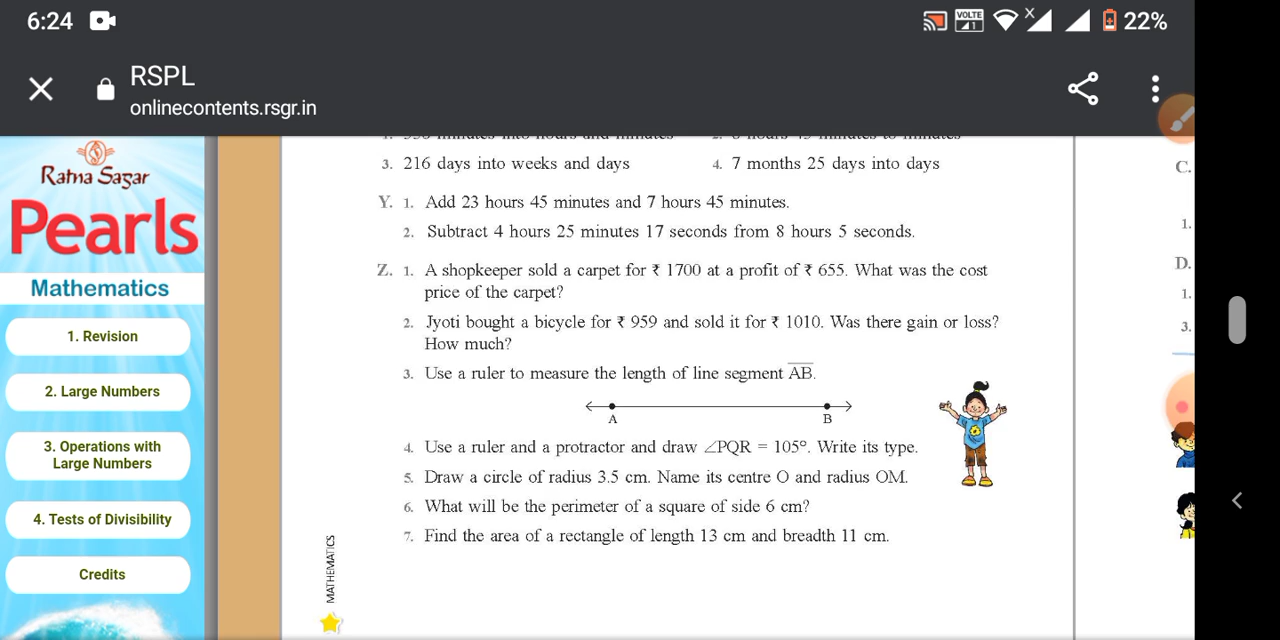 6:24
VOLTE
1
X
22%
RSPL
onlinecontents.rsgr.in
Ratna Sagar
Pearls
Mathematics
1. Revision
2. Large Numbers
3. Operations with
Large Numbers
4. Tests of Divisibility
Credits
3. 216 days into weeks and days 4. 7 months 25 days into days
Y. 1. Add 23 hours 45 minutes and 7 hours 45 minutes.
2. Subtract 4 hours 25 minutes 17 seconds from 8 hours 5 seconds.
Z. 1. A shopkeeper sold a carpet for ₹ 1700 at a profit of ₹ 655. What was the cost
price of the carpet?
2. Jyoti bought a bicycle for ₹ 959 and sold it for ₹ 1010. Was there gain or loss?
How much?
3. Use a ruler to measure the length of line segment A̅B̅.
A B
4. Use a ruler and a protractor and draw ∠PQR = 105°. Write its type.
5. Draw a circle of radius 3.5 cm. Name its centre O and radius OM.
6. What will be the perimeter of a square of side 6 cm?
7. Find the area of a rectangle of length 13 cm and breadth 11 cm.
MATHEMATICS
C.
1.
D.
1.
3.